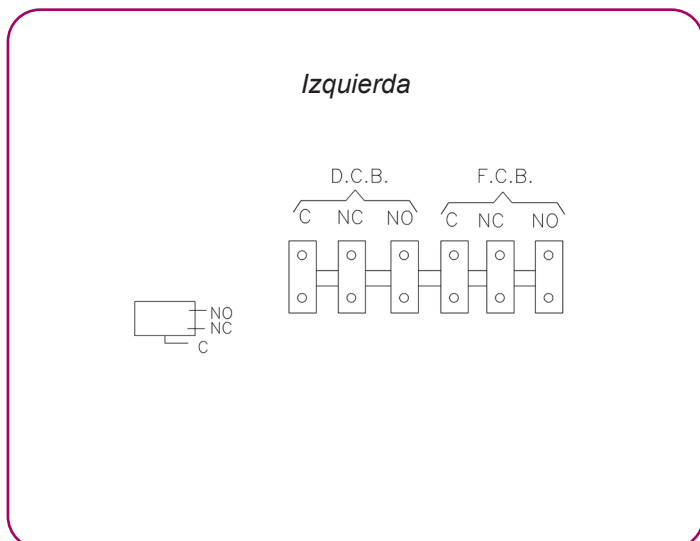 Izquierda
D.C.B. F.C.B.
C NC NO C NC NO
NO
NC
C